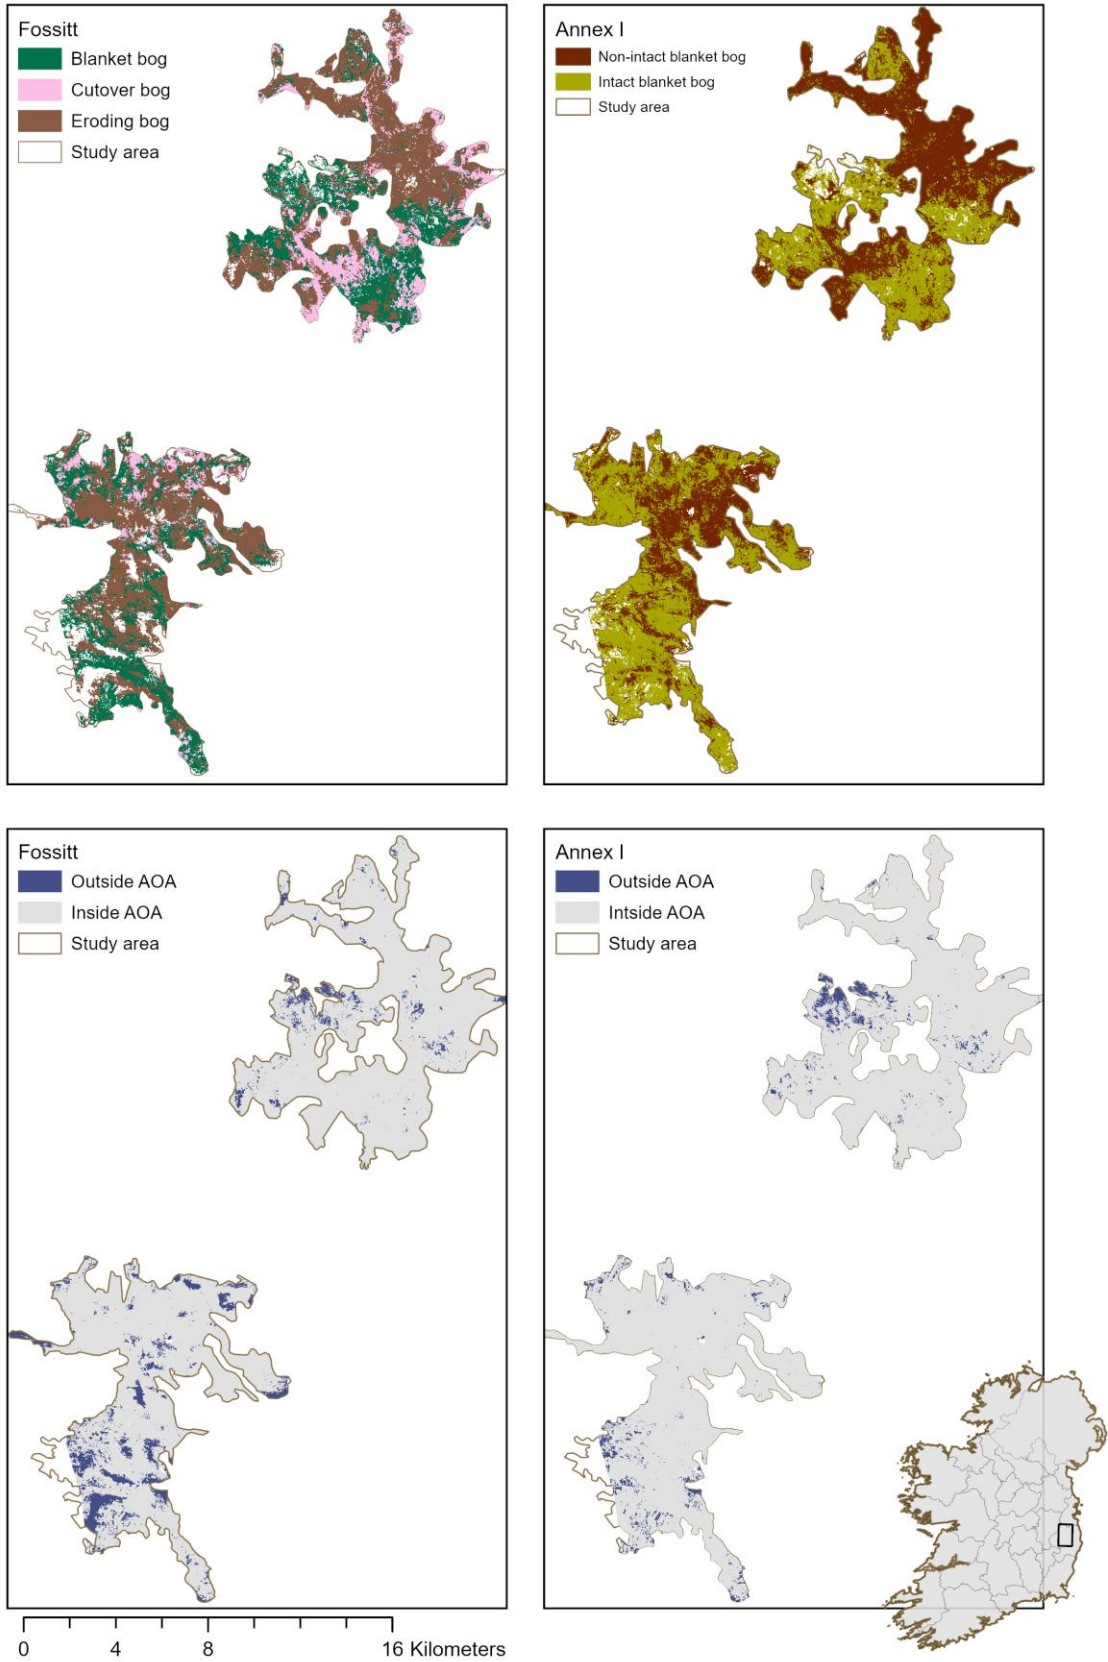 Fossitt
Blanket bog
Cutover bog
Eroding bog
Study area
Annex I
Non-intact blanket bog
Intact blanket bog
Study area
Fossitt
Outside AOA
Inside AOA
Study area
Annex I
Outside AOA
Intside AOA
Study area
0 4 8 16 Kilometers